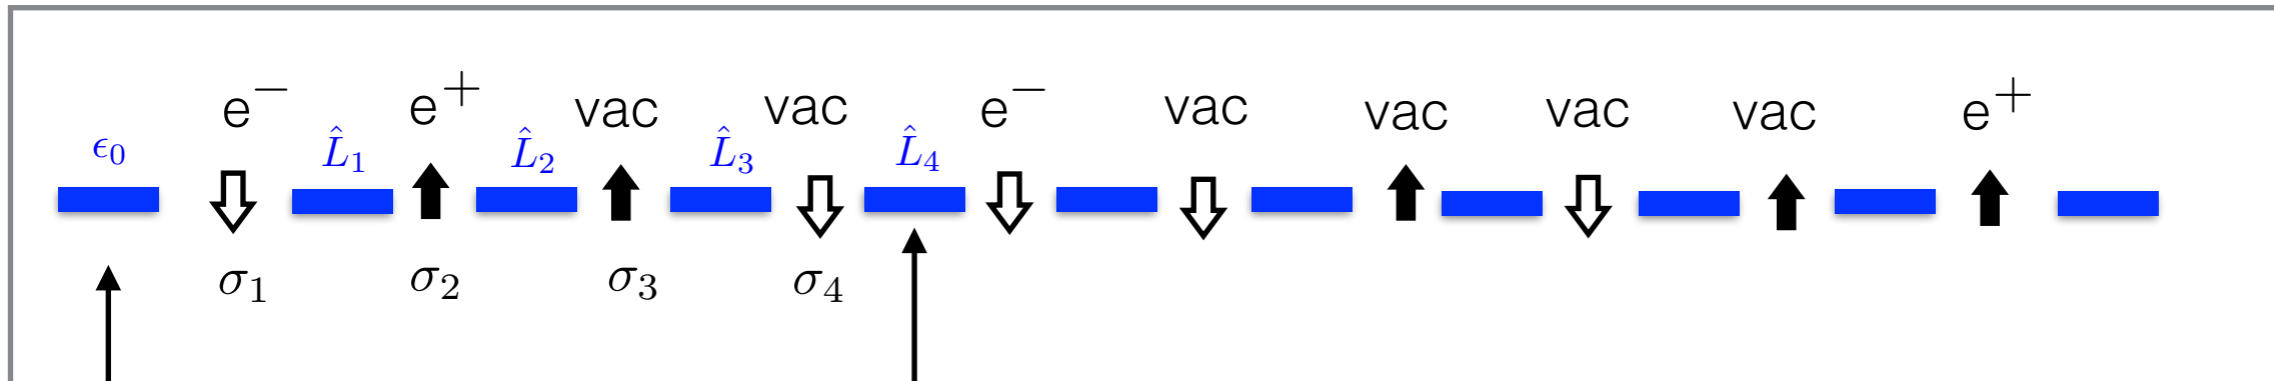 e⁻ e⁺ vac vac e⁻ vac vac vac vac e⁺
ϵ₀ L̂₁ L̂₂ L̂₃ L̂₄
σ₁ σ₂ σ₃ σ₄